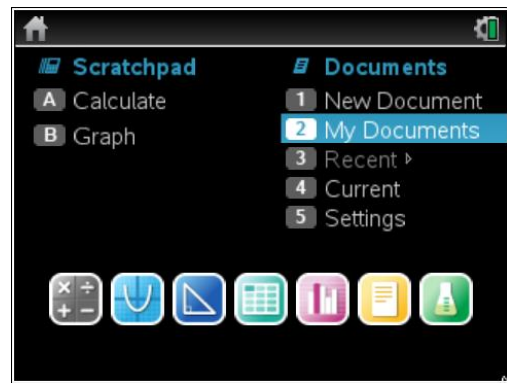 Scratchpad
A Calculate
B Graph
Documents
1 New Document
2 My Documents
3 Recent ▹
4 Current
5 Settings